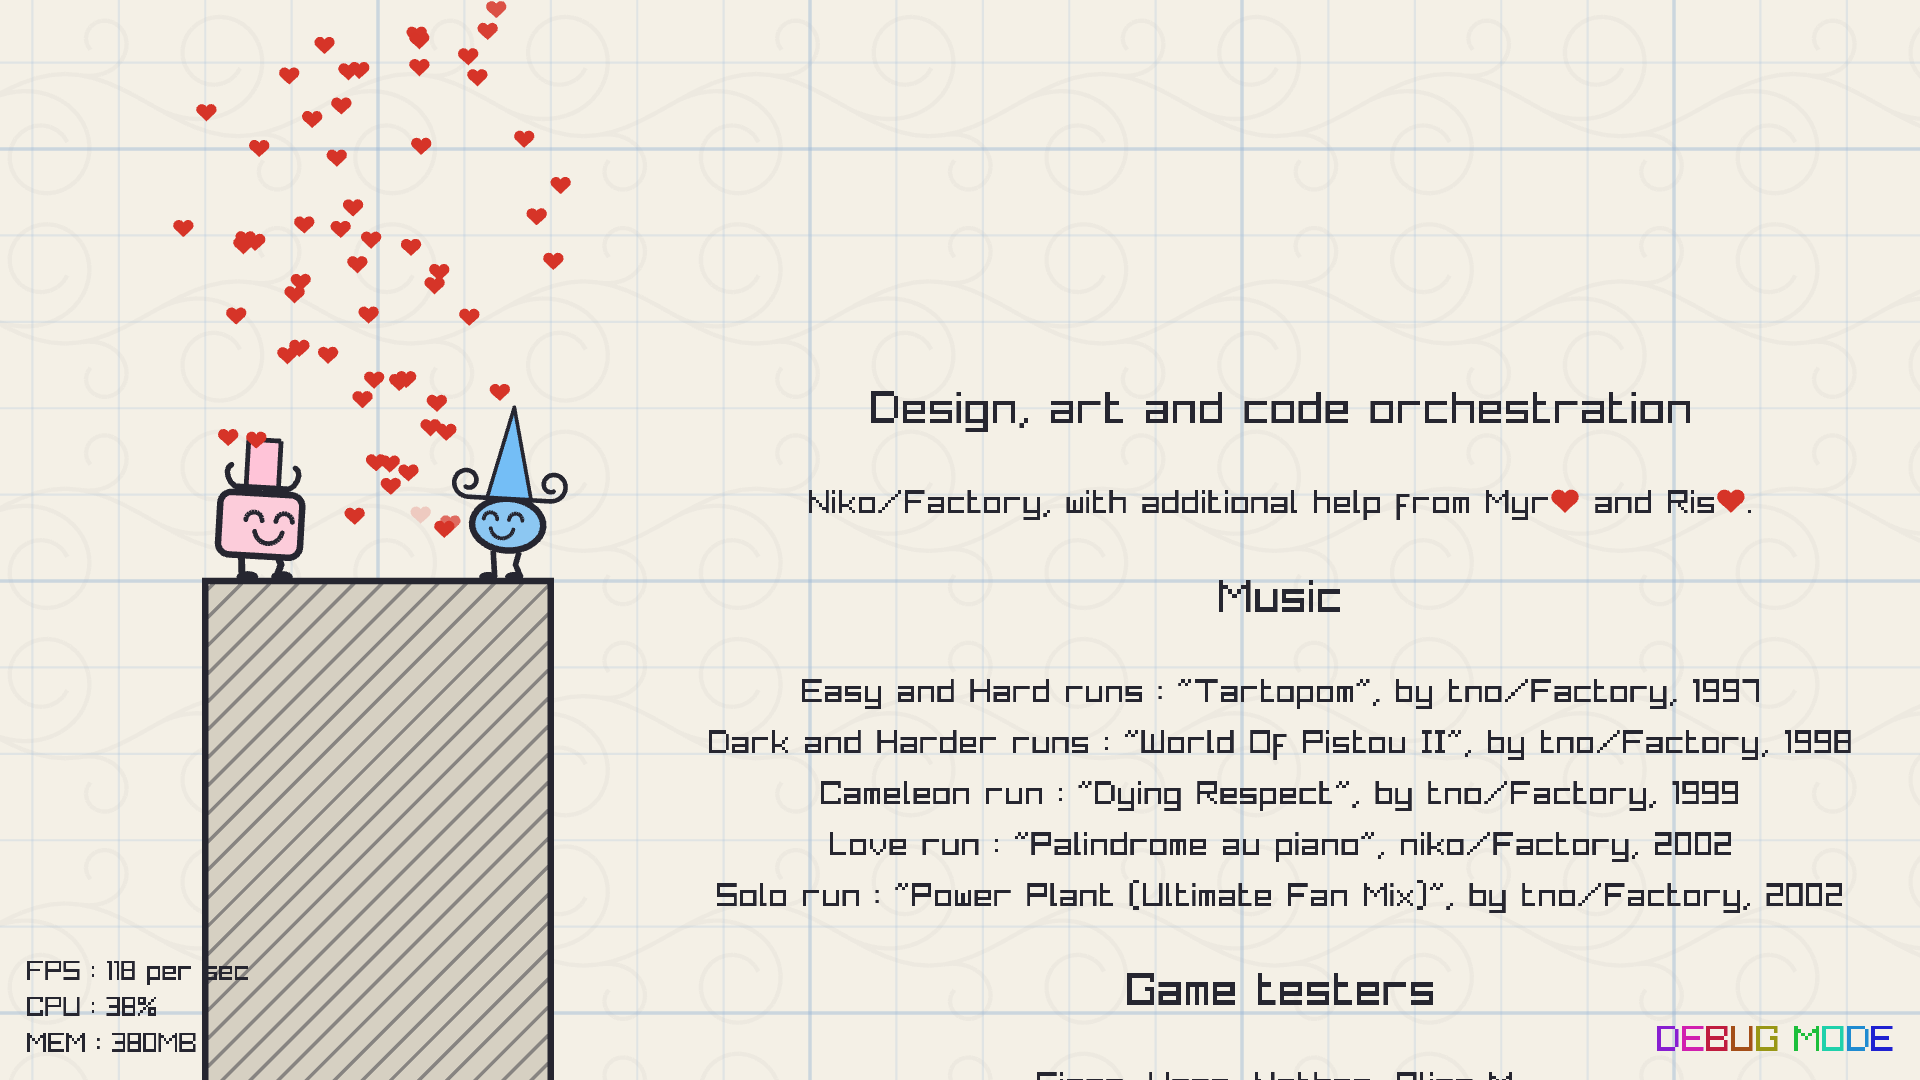 Design, art and code orchestration
Niko/Factory, with additional help from Myr❤ and Ris❤.
Music
Easy and Hard runs : "Tartopom", by tno/Factory, 1997
Dark and Harder runs : "World Of Pistou II", by tno/Factory, 1998
Cameleon run : "Dying Respect", by tno/Factory, 1999
Love run : "Palindrome au piano", niko/Factory, 2002
Solo run : "Power Plant (Ultimate Fan Mix)", by tno/Factory, 2002
Game testers
FPS : 118 per sec
CPU : 38%
MEM : 380MB
DEBUG MODE